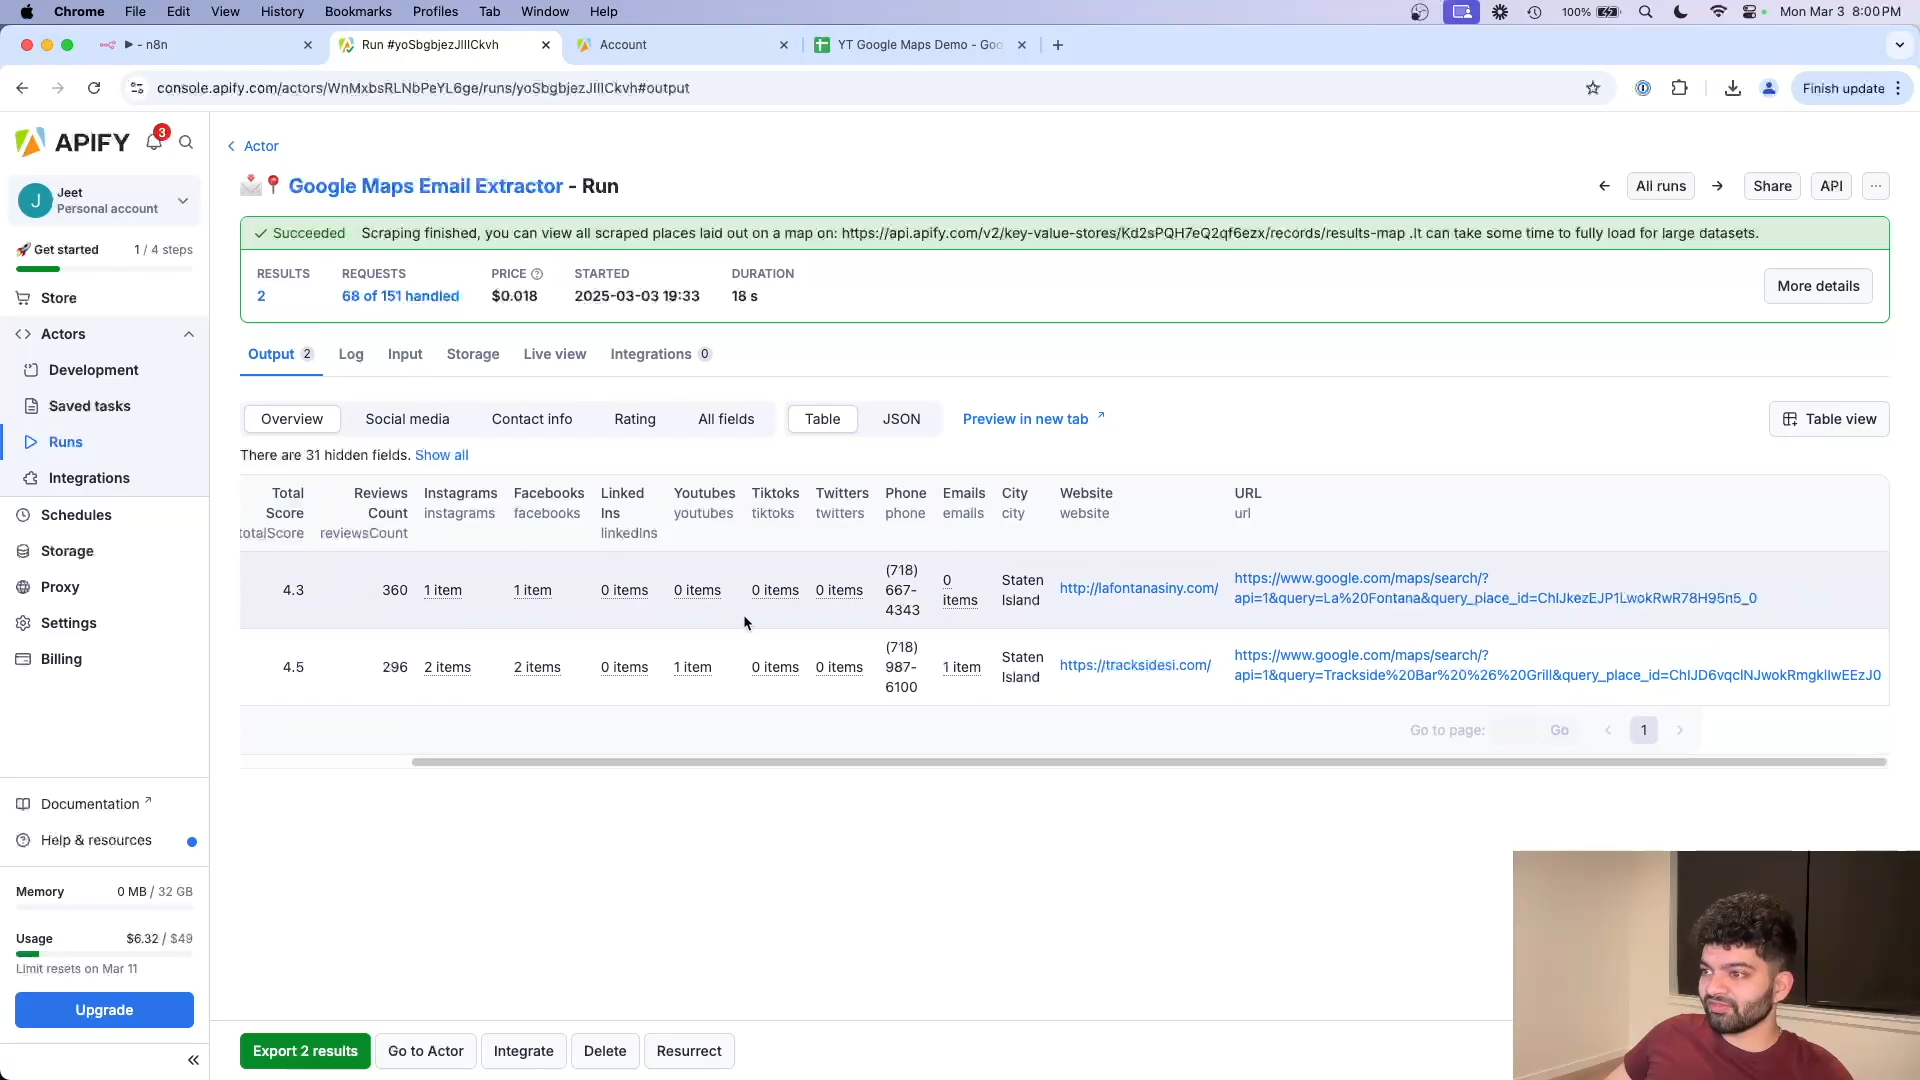 Chrome File Edit View History Bookmarks Profiles Tab Window Help 100% Mon Mar 3 8:00 PM
- n8n
Run #yoSbgbjezJIlICkvh
Account
YT Google Maps Demo - Goo
console.apify.com/actors/WnMxbsRLNbPeYL6ge/runs/yoSbgbjezJIlICkvh#output
Finish update
APIFY
3
J
Jeet
Personal account
Get started 1 / 4 steps
Store
Actors
Development
Saved tasks
Runs
Integrations
Schedules
Storage
Proxy
Settings
Billing
Documentation
Help & resources
Memory 0 MB / 32 GB
Usage $6.32 / $49
Limit resets on Mar 11
Upgrade
Actor
Google Maps Email Extractor - Run
All runs
Share
API
Succeeded Scraping finished, you can view all scraped places laid out on a map on: https://api.apify.com/v2/key-value-stores/Kd2sPQH7eQ2qf6ezx/records/results-map .It can take some time to fully load for large datasets.
RESULTS REQUESTS PRICE STARTED DURATION
2 68 of 151 handled $0.018 2025-03-03 19:33 18 s
More details
Output 2 Log Input Storage Live view Integrations 0
Overview Social media Contact info Rating All fields Table JSON Preview in new tab Table view
There are 31 hidden fields. Show all
Total Score totalScore
Reviews Count reviewsCount
Instagrams instagrams
Facebooks facebooks
Linked Ins linkedIns
Youtubes youtubes
Tiktoks tiktoks
Twitters twitters
Phone phone
Emails emails
City city
Website website
URL url
4.3 360 1 item 1 item 0 items 0 items 0 items 0 items (718) 667-4343 0 items Staten Island http://lafontanasiny.com/ https://www.google.com/maps/search/?api=1&query=La%20Fontana&query_place_id=ChIJkezEJP1LwokRwR78H95n5_0
4.5 296 2 items 2 items 0 items 1 item 0 items 0 items (718) 987-6100 1 item Staten Island https://tracksidesi.com/ https://www.google.com/maps/search/?api=1&query=Trackside%20Bar%20%26%20Grill&query_place_id=ChIJD6vqclNJwokRmgkIIwEEzJ0
Go to page: Go 1
Export 2 results Go to Actor Integrate Delete Resurrect